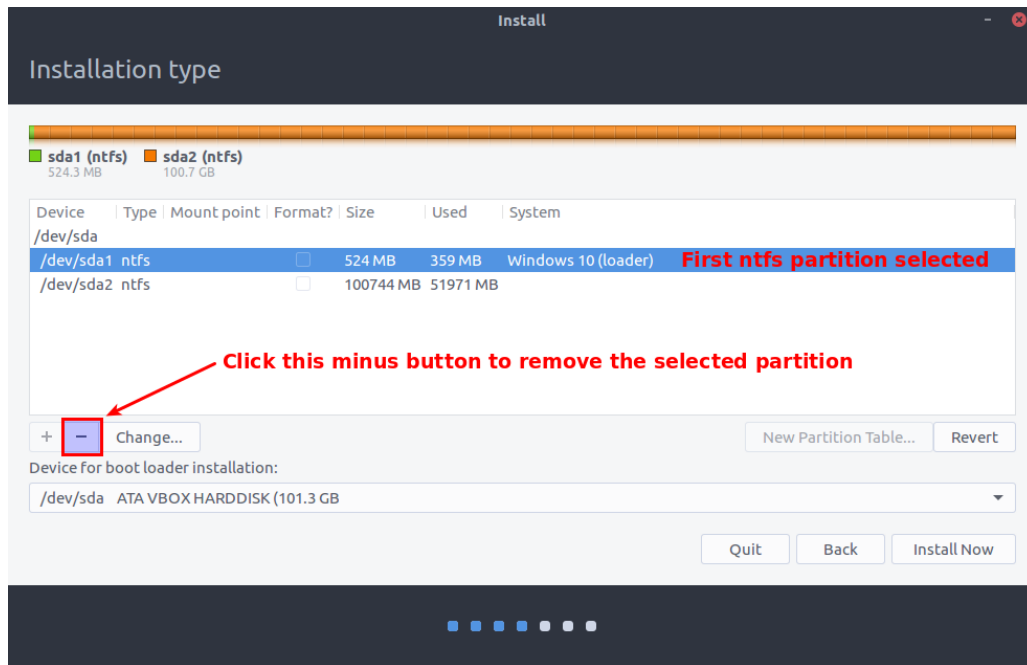 Install
Installation type
sda1 (ntfs) sda2 (ntfs)
524.3 MB 100.7 GB
Device Type Mount point Format? Size Used System
/dev/sda
/dev/sda1 ntfs 524 MB 359 MB Windows 10 (loader) First ntfs partition selected
/dev/sda2 ntfs 100744 MB 51971 MB
Click this minus button to remove the selected partition
+ − Change... New Partition Table... Revert
Device for boot loader installation:
/dev/sda ATA VBOX HARDDISK (101.3 GB
Quit Back Install Now